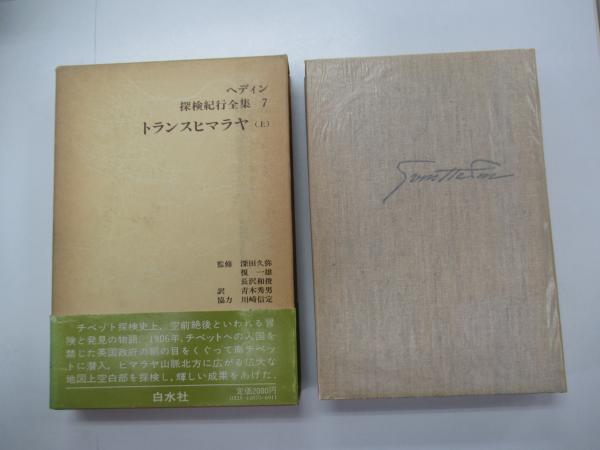 ヘディン
探検紀行全集 7
トランスヒマラヤ (上)
監修 深田久弥
榎 一雄
長沢和俊
訳 青木秀男
協力 川崎信定
チベット探検史上、空前絶後といわれる冒
険と発見の物語。1906年、チベットへの入国を
禁じた英国政府の網の目をくぐって南チベッ
トに潜入。ヒマラヤ山脈北方に広がる広大な
地図上空白部を探検し、輝しい成果をあげた。
定価2000円
白水社
Sven Hedin